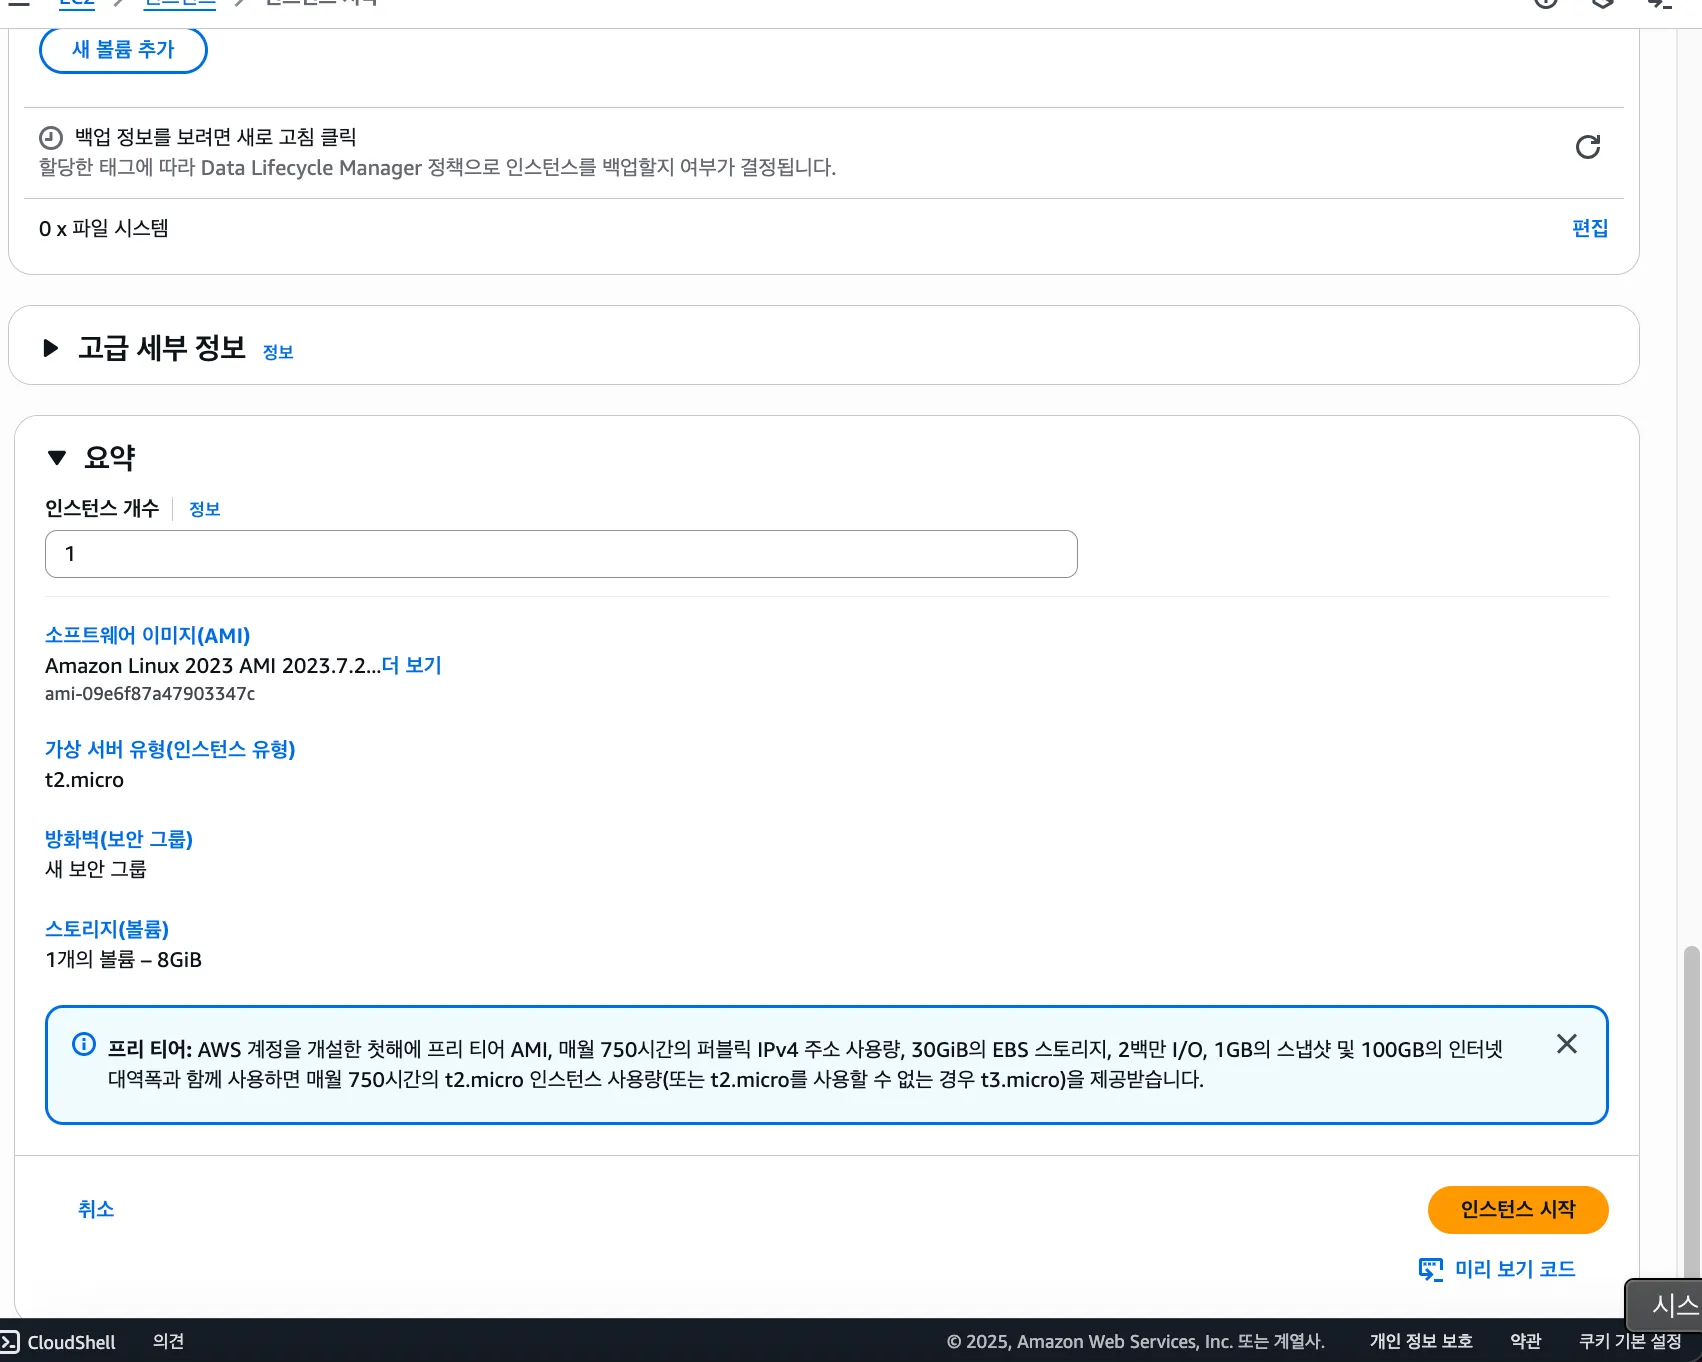 EC2
인스턴스
인스턴스 시작
새 볼륨 추가
백업 정보를 보려면 새로 고침 클릭
할당한 태그에 따라 Data Lifecycle Manager 정책으로 인스턴스를 백업할지 여부가 결정됩니다.
0 x 파일 시스템
편집
고급 세부 정보 정보
요약
인스턴스 개수 정보
1
소프트웨어 이미지(AMI)
Amazon Linux 2023 AMI 2023.7.2...더 보기
ami-09e6f87a47903347c
가상 서버 유형(인스턴스 유형)
t2.micro
방화벽(보안 그룹)
새 보안 그룹
스토리지(볼륨)
1개의 볼륨 – 8GiB
프리 티어: AWS 계정을 개설한 첫해에 프리 티어 AMI, 매월 750시간의 퍼블릭 IPv4 주소 사용량, 30GiB의 EBS 스토리지, 2백만 I/O, 1GB의 스냅샷 및 100GB의 인터넷
대역폭과 함께 사용하면 매월 750시간의 t2.micro 인스턴스 사용량(또는 t2.micro를 사용할 수 없는 경우 t3.micro)을 제공받습니다.
취소
인스턴스 시작
미리 보기 코드
시스
CloudShell 의견 © 2025, Amazon Web Services, Inc. 또는 계열사. 개인 정보 보호 약관 쿠키 기본 설정